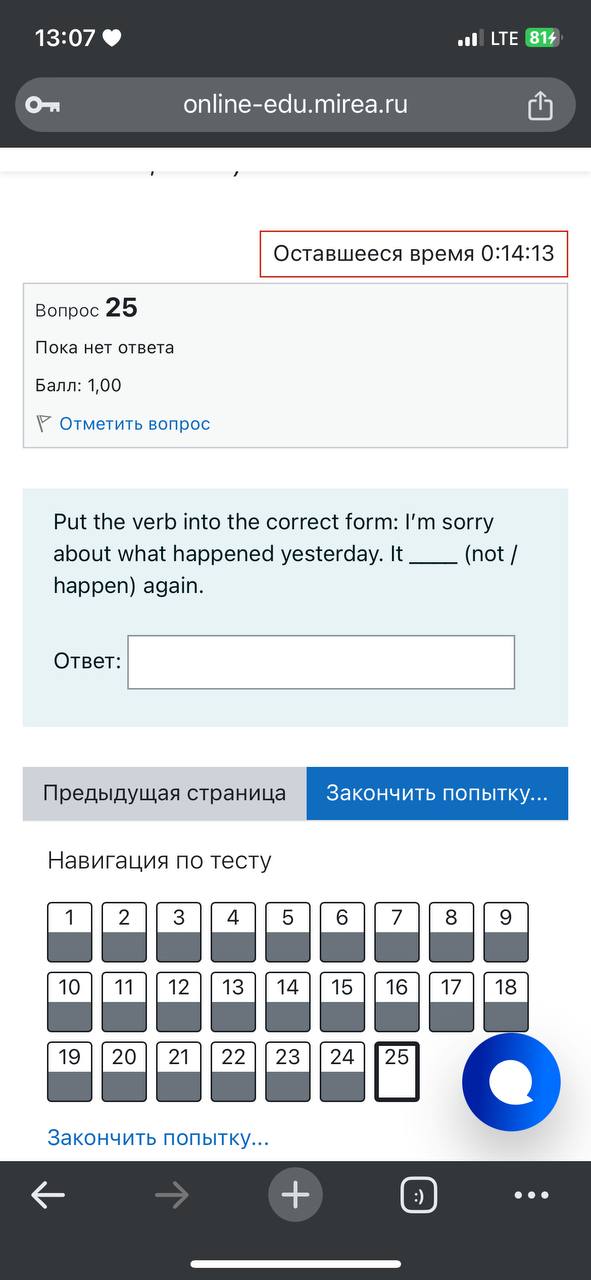 13:07
LTE 81
online-edu.mirea.ru
Оставшееся время 0:14:13
Вопрос 25
Пока нет ответа
Балл: 1,00
Отметить вопрос
Put the verb into the correct form: I’m sorry
about what happened yesterday. It ____ (not /
happen) again.
Ответ:
Предыдущая страница
Закончить попытку...
Навигация по тесту
1 2 3 4 5 6 7 8 9
10 11 12 13 14 15 16 17 18
19 20 21 22 23 24 25
Закончить попытку...
:)